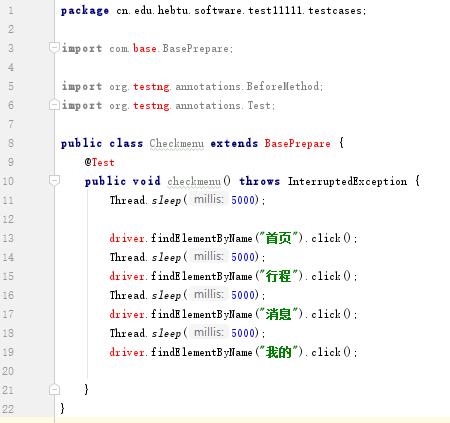 1 package cn.edu.hebtu.software.test11111.testcases;
2
3 import com.base.BasePrepare;
4
5 import org.testng.annotations.BeforeMethod;
6 import org.testng.annotations.Test;
7
8 public class Checkmenu extends BasePrepare {
9 @Test
10 public void checkmenu() throws InterruptedException {
11 Thread.sleep( millis: 5000);
12
13 driver.findElementByName("首页").click();
14 Thread.sleep( millis: 5000);
15 driver.findElementByName("行程").click();
16 Thread.sleep( millis: 5000);
17 driver.findElementByName("消息").click();
18 Thread.sleep( millis: 5000);
19 driver.findElementByName("我的").click();
20
21 }
22 }